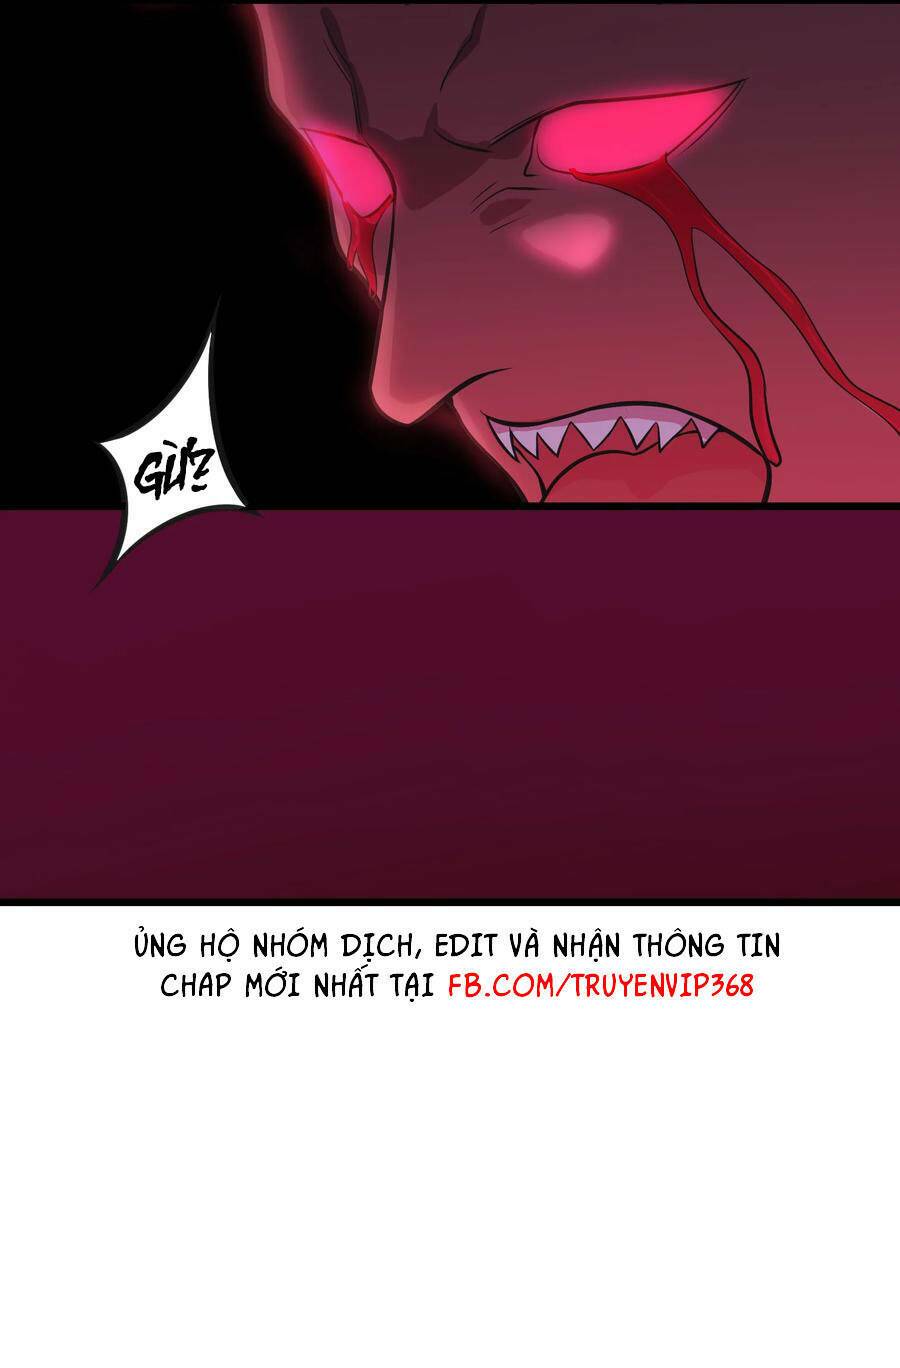 GỪ?
ỦNG HỘ NHÓM DỊCH, EDIT VÀ NHẬN THÔNG TIN
CHAP MỚI NHẤT TẠI FB.COM/TRUYENVIP368